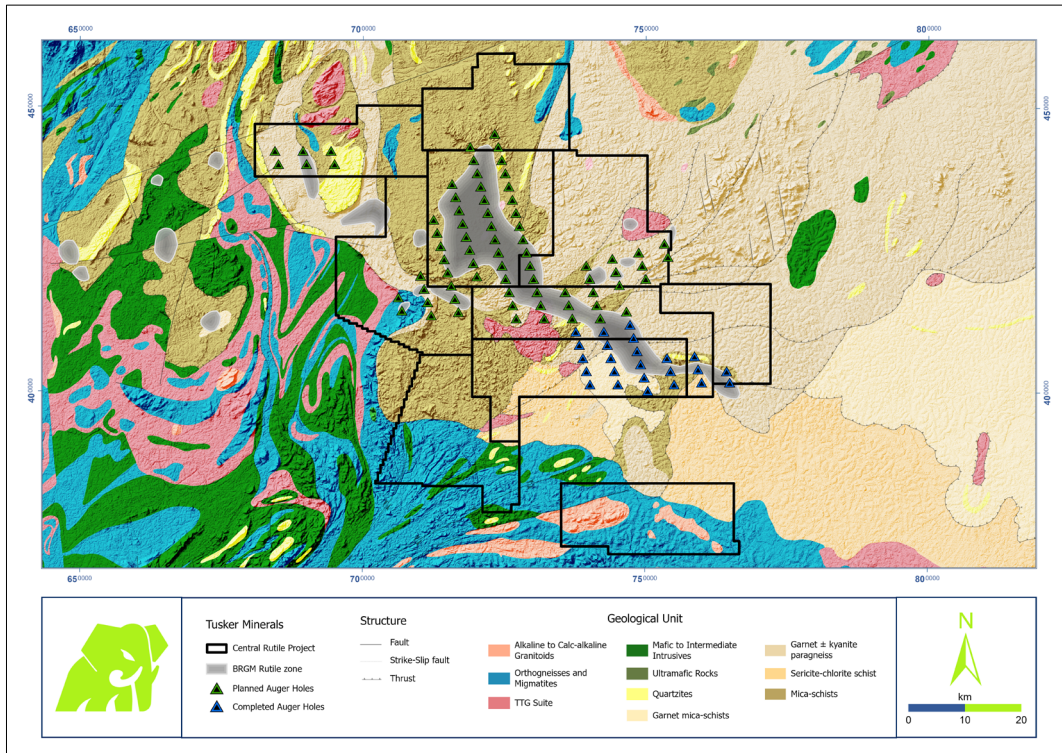 65⁰⁰⁰⁰
70⁰⁰⁰⁰
75⁰⁰⁰⁰
80⁰⁰⁰⁰
45⁰⁰⁰⁰
45⁰⁰⁰⁰
40⁰⁰⁰⁰
40⁰⁰⁰⁰
65⁰⁰⁰⁰
70⁰⁰⁰⁰
75⁰⁰⁰⁰
80⁰⁰⁰⁰
Tusker Minerals
Central Rutile Project
BRGM Rutile zone
Planned Auger Holes
Completed Auger Holes
Structure
Fault
Strike-Slip fault
Thrust
Geological Unit
Alkaline to Calc-alkaline
Granitoids
Orthogneisses and
Migmatites
TTG Suite
Mafic to Intermediate
Intrusives
Ultramafic Rocks
Quartzites
Garnet mica-schists
Garnet ± kyanite
paragneiss
Sericite-chlorite schist
Mica-schists
N
km
0 10 20